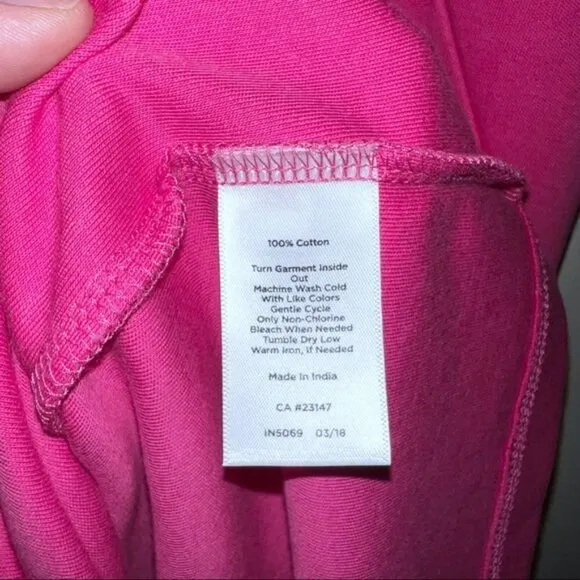 100% Cotton
Turn Garment Inside
Out
Machine Wash Cold
With Like Colors
Gentle Cycle
Only Non-Chlorine
Bleach When Needed
Tumble Dry Low
Warm Iron, If Needed
Made In India
CA #23147
IN5069 03/18